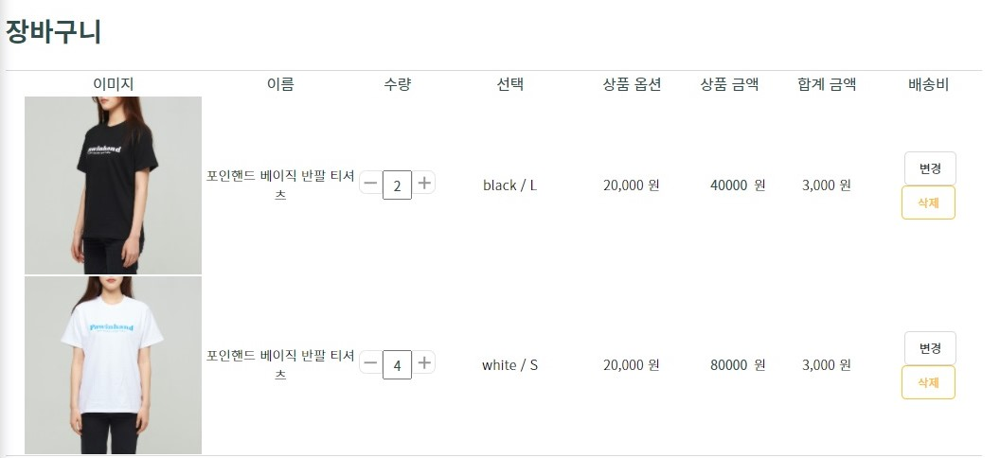 장바구니
이미지 이름 수량 선택 상품 옵션 상품 금액 합계 금액 배송비
Pawinhand
포인핸드 베이직 반팔 티셔
츠
2
black / L 20,000 원 40000 원 3,000 원
변경
삭제
Pawinhand
포인핸드 베이직 반팔 티셔
츠
4
white / S 20,000 원 80000 원 3,000 원
변경
삭제